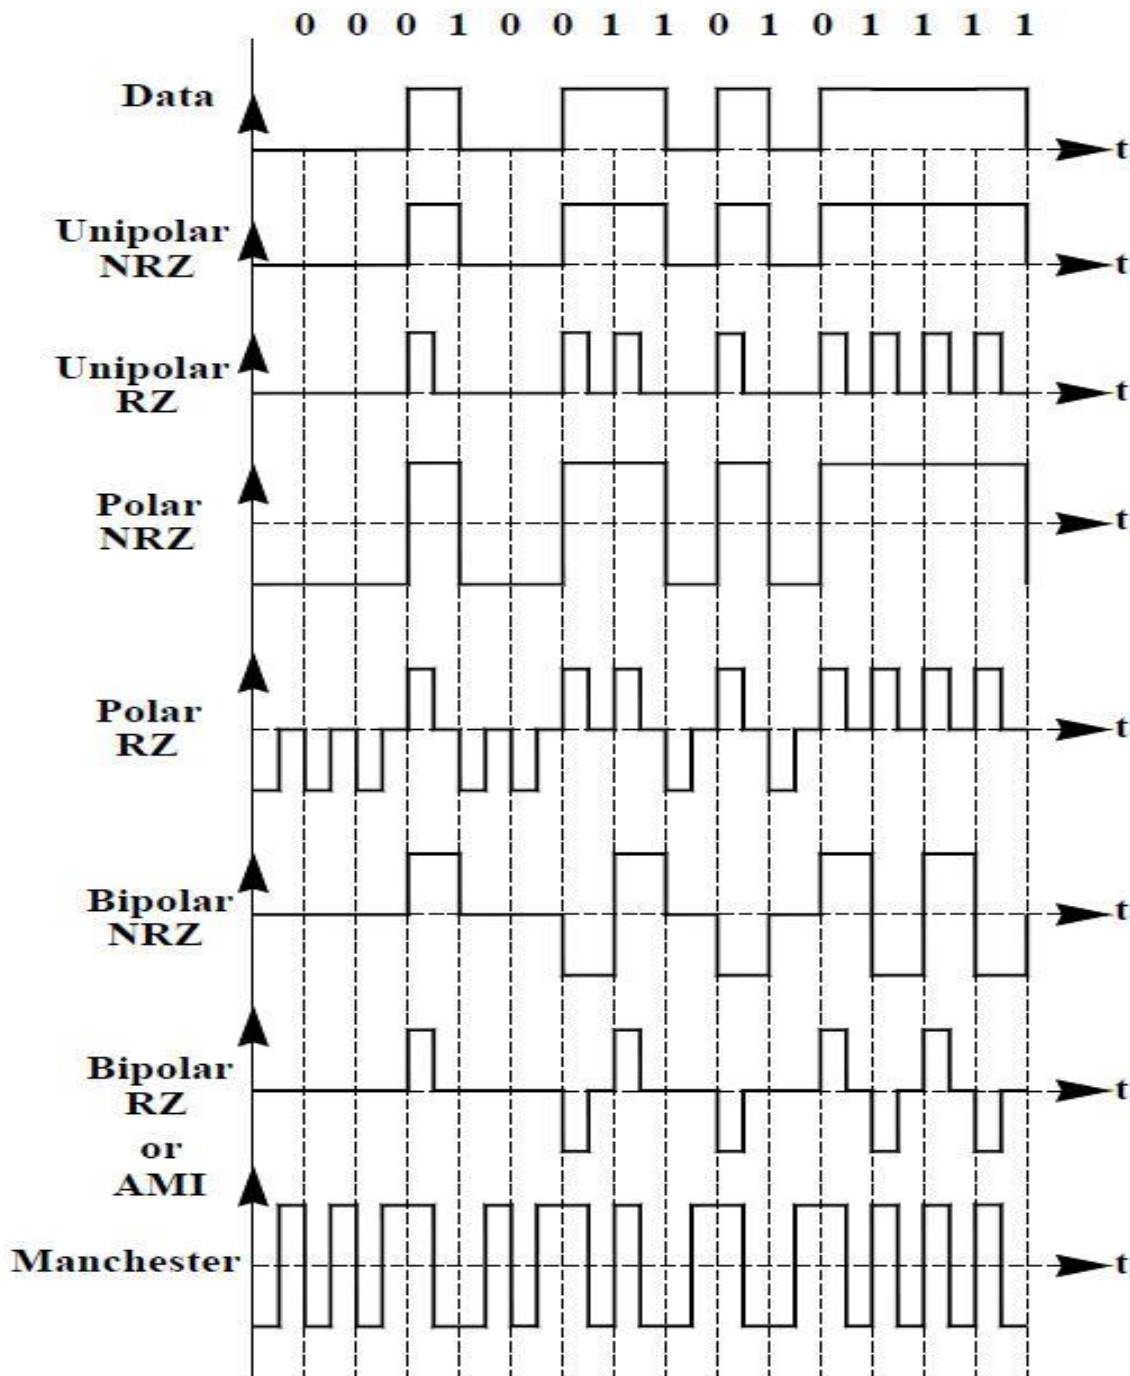 0 0 0 1 0 0 1 1 0 1 0 1 1 1 1
Data
t
Unipolar
NRZ
t
Unipolar
RZ
t
Polar
NRZ
t
Polar
RZ
t
Bipolar
NRZ
t
Bipolar
RZ
t
or
AMI
Manchester
t